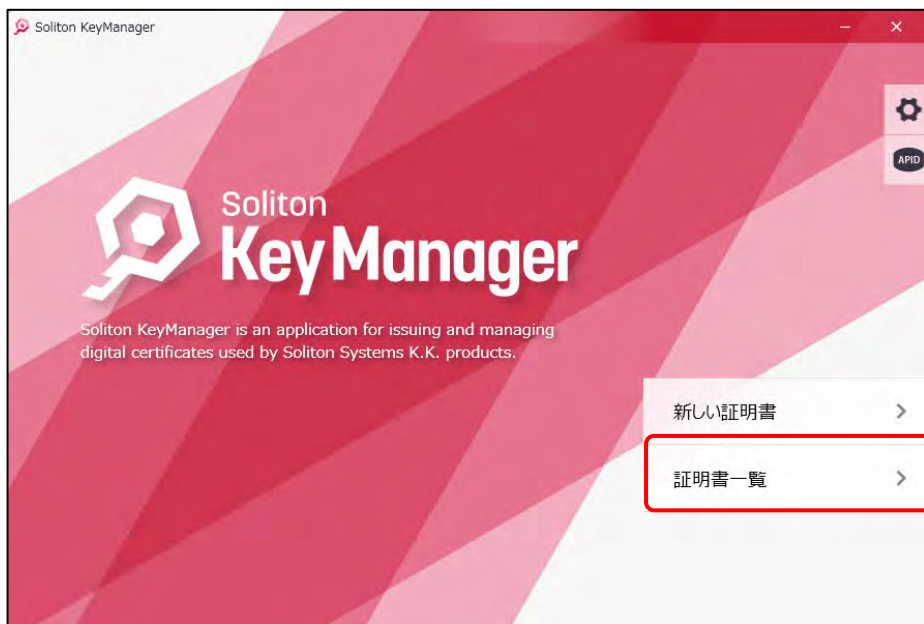 Soliton KeyManager
APID
Soliton
KeyManager
Soliton KeyManager is an application for issuing and managing
digital certificates used by Soliton Systems K.K. products.
新しい証明書
証明書一覧